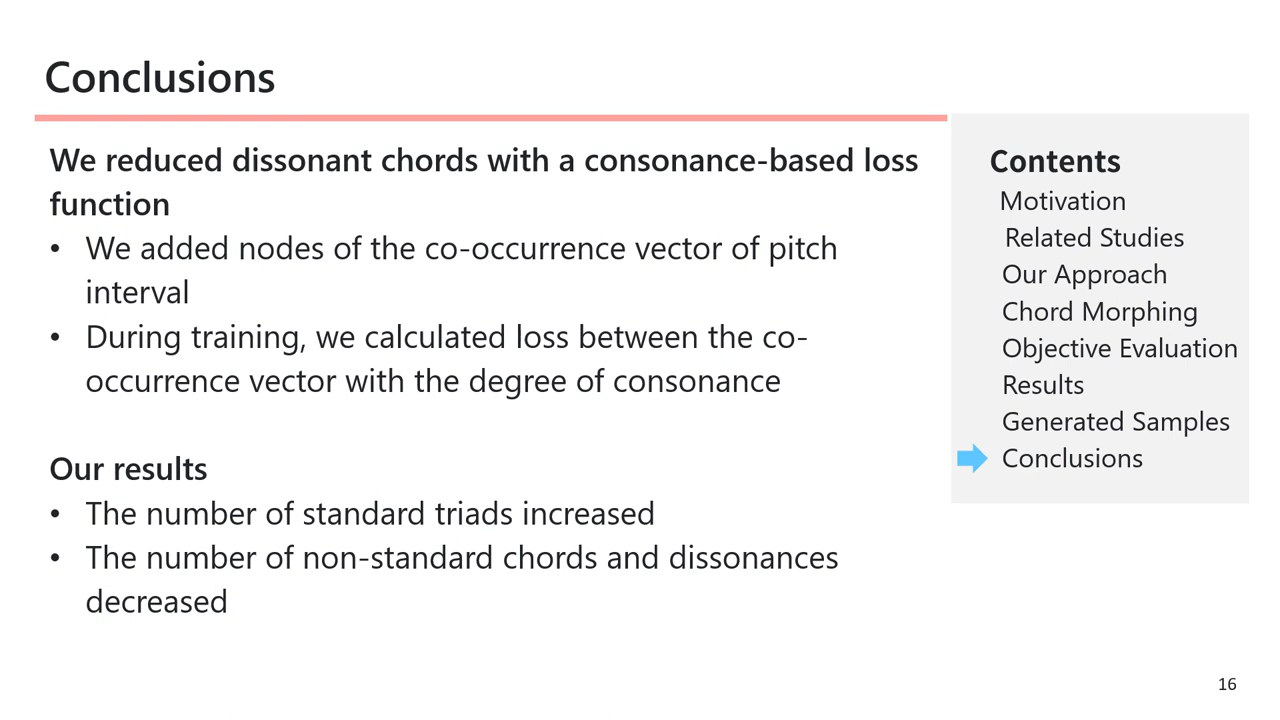 Conclusions
We reduced dissonant chords with a consonance-based loss
function
• We added nodes of the co-occurrence vector of pitch
interval
• During training, we calculated loss between the co-
occurrence vector with the degree of consonance
Our results
• The number of standard triads increased
• The number of non-standard chords and dissonances
decreased
Contents
Motivation
Related Studies
Our Approach
Chord Morphing
Objective Evaluation
Results
Generated Samples
Conclusions
16